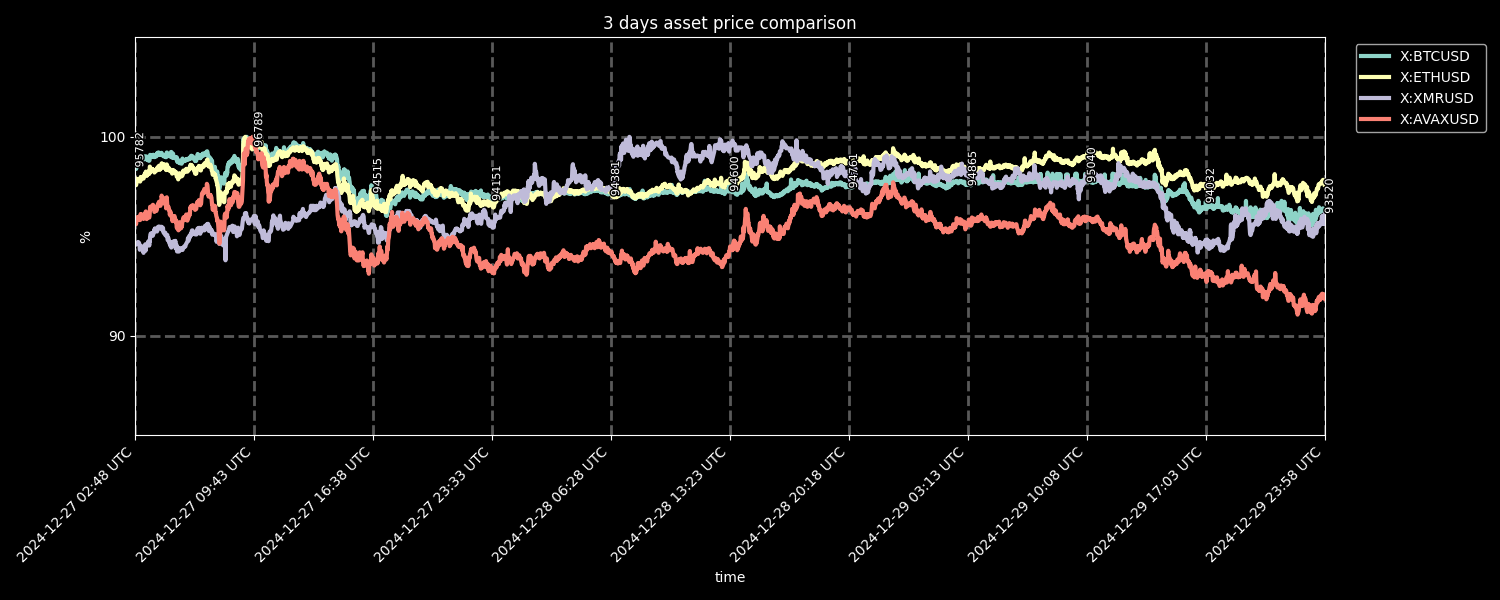 3 days asset price comparison
X:BTCUSD
X:ETHUSD
X:XMRUSD
X:AVAXUSD
100
90
%
95782
96789
94515
94151
94381
94600
94761
94865
95040
94032
93520
2024-12-27 02:48 UTC
2024-12-27 09:43 UTC
2024-12-27 16:38 UTC
2024-12-27 23:33 UTC
2024-12-28 06:28 UTC
2024-12-28 13:23 UTC
2024-12-28 20:18 UTC
2024-12-29 03:13 UTC
2024-12-29 10:08 UTC
2024-12-29 17:03 UTC
2024-12-29 23:58 UTC
time